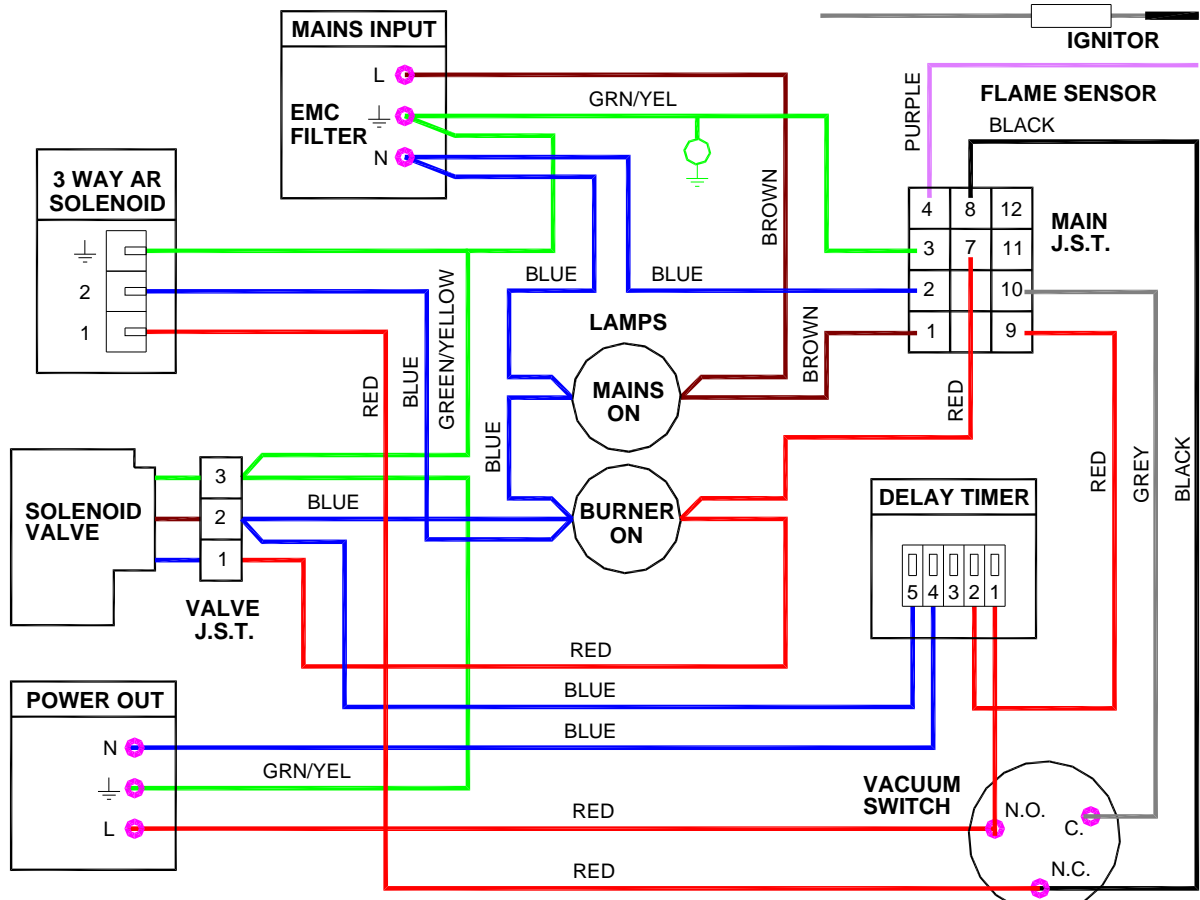 MAINS INPUT
L
EMC
FILTER
N
GRN/YEL
IGNITOR
PURPLE
FLAME SENSOR
BLACK
3 WAY AR
SOLENOID
2
1
BROWN
4 8 12
3 7 11
2 10
1 9
MAIN
J.S.T.
BLUE
BLUE
LAMPS
MAINS
ON
BROWN
RED
BLUE
GREEN/YELLOW
BLUE
RED
RED
GREY
BLACK
SOLENOID
VALVE
3
2
1
BLUE
BURNER
ON
VALVE
J.S.T.
DELAY TIMER
5 4 3 2 1
RED
BLUE
BLUE
POWER OUT
N
GRN/YEL
L
RED
RED
VACUUM
SWITCH
N.O.
C.
N.C.